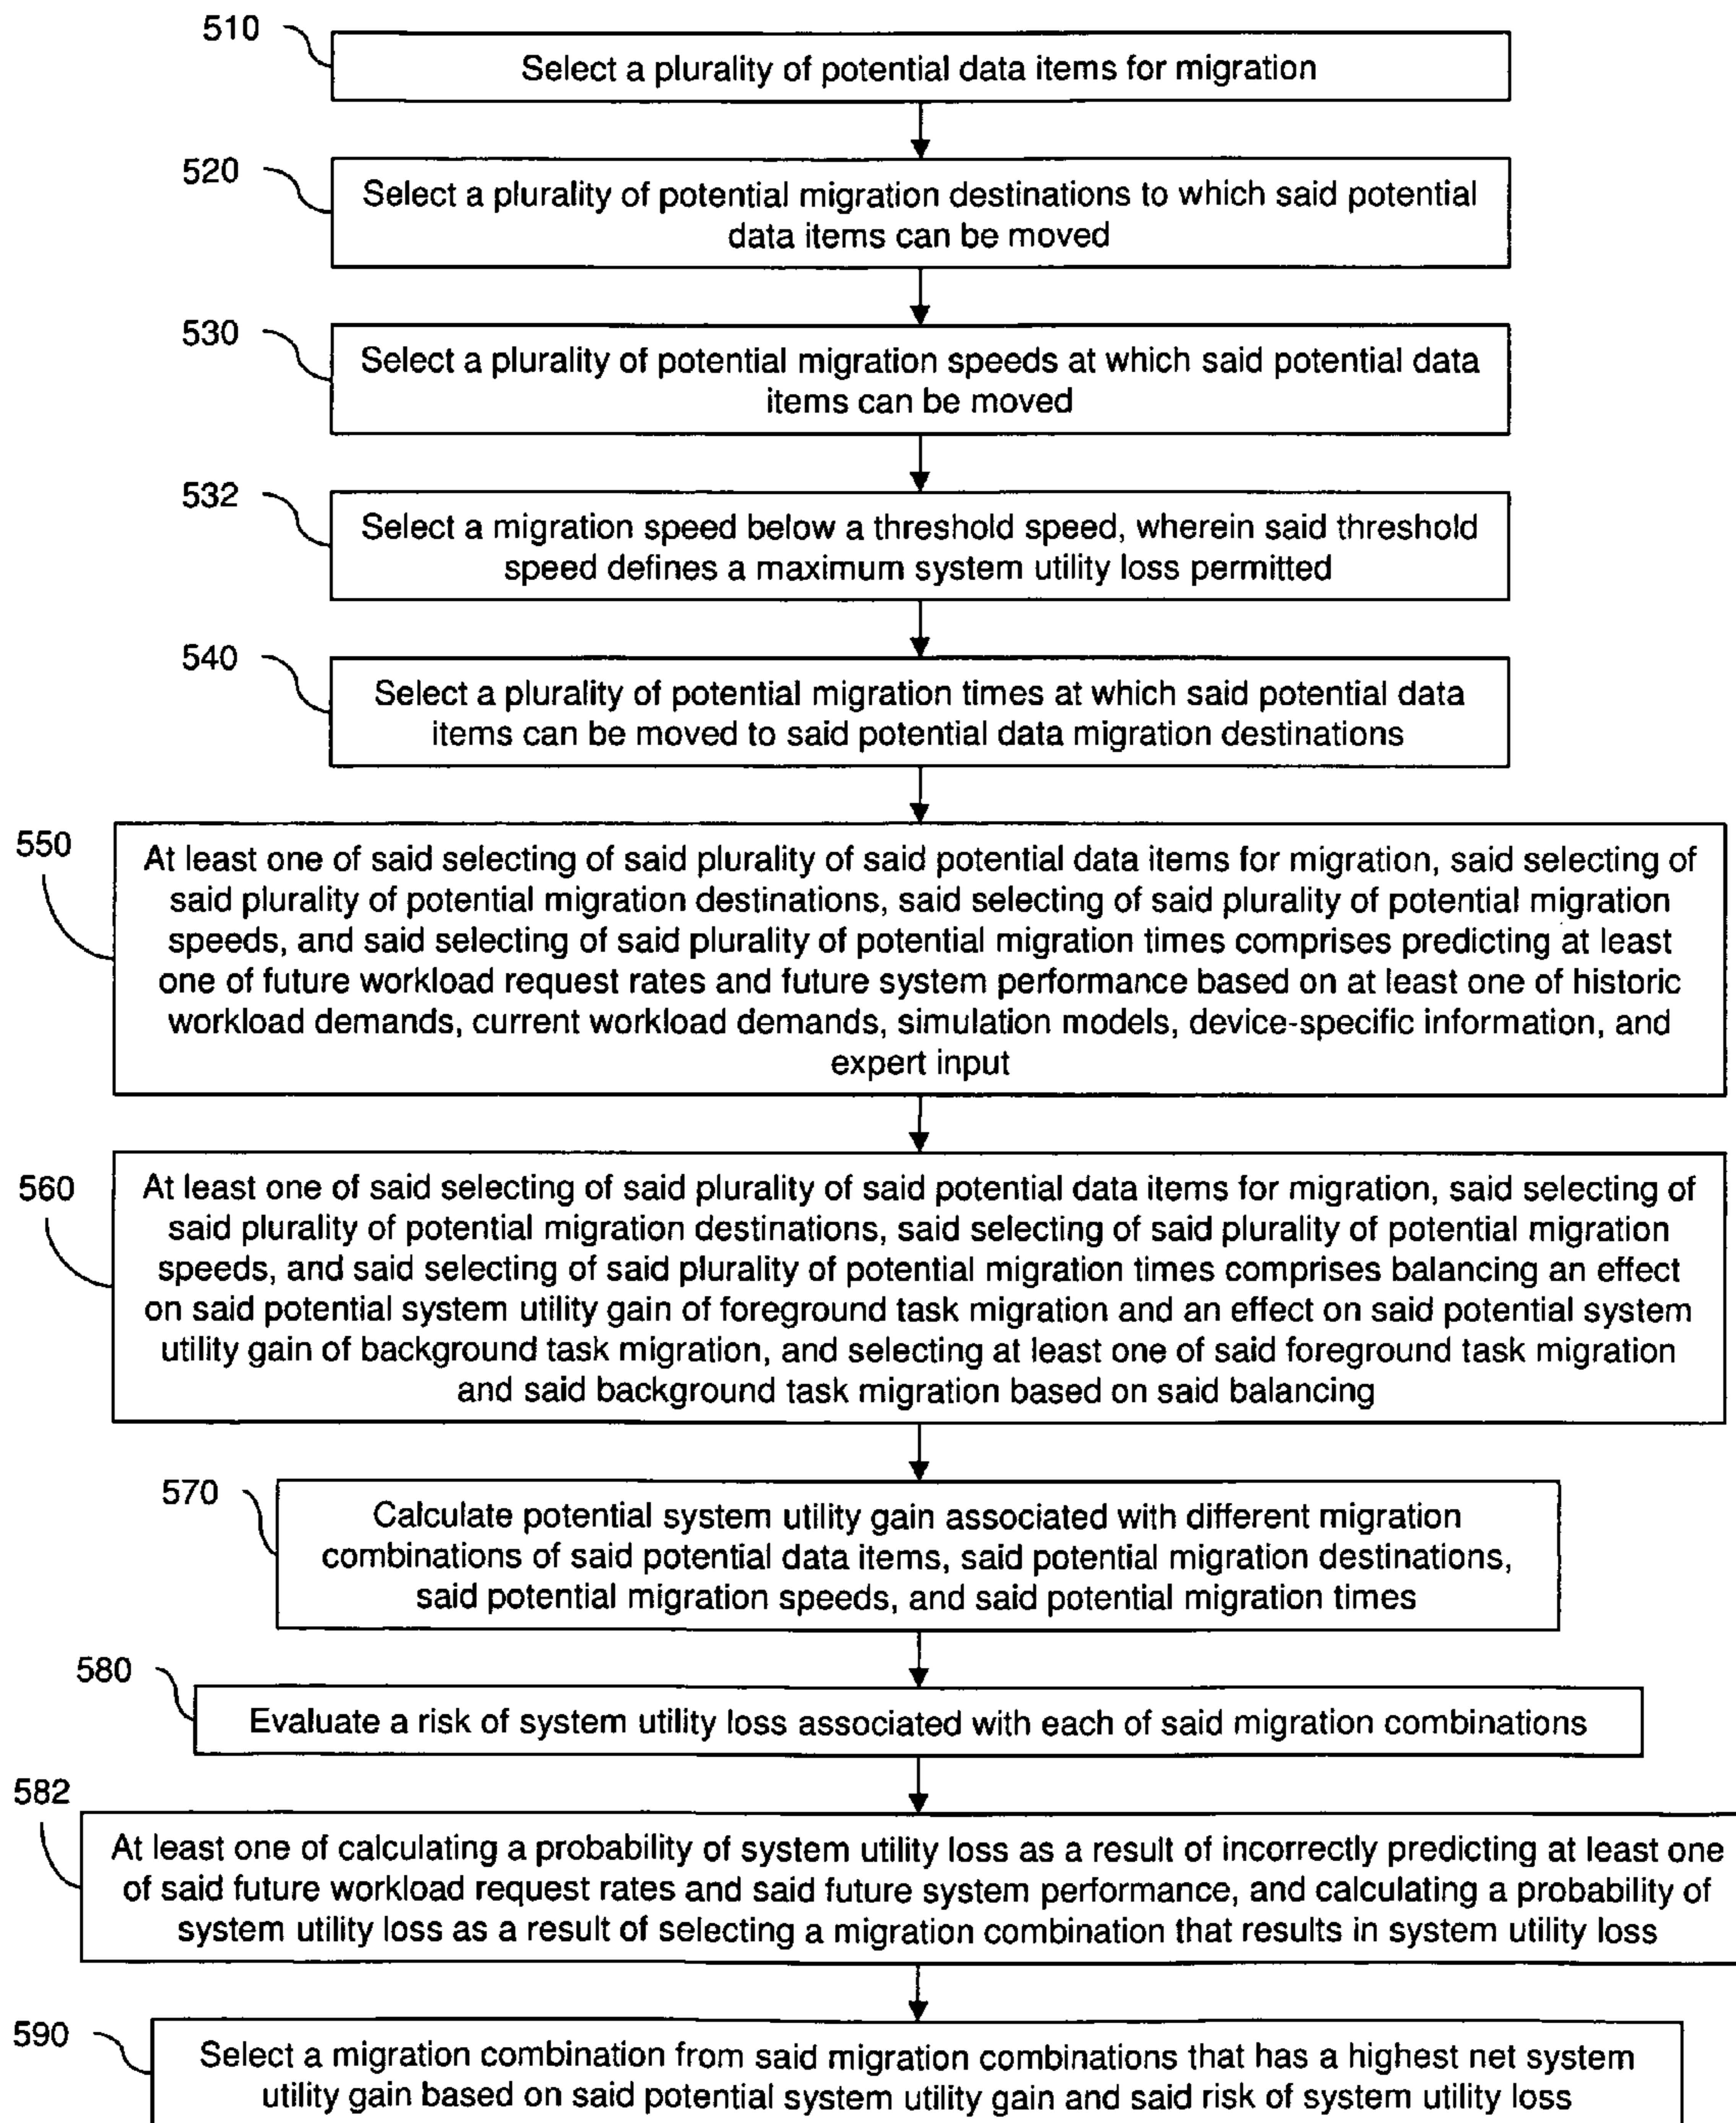 510
Select a plurality of potential data items for migration
520
Select a plurality of potential migration destinations to which said potential
data items can be moved
530
Select a plurality of potential migration speeds at which said potential data
items can be moved
532
Select a migration speed below a threshold speed, wherein said threshold
speed defines a maximum system utility loss permitted
540
Select a plurality of potential migration times at which said potential data
items can be moved to said potential data migration destinations
550
At least one of said selecting of said plurality of said potential data items for migration, said selecting of
said plurality of potential migration destinations, said selecting of said plurality of potential migration
speeds, and said selecting of said plurality of potential migration times comprises predicting at least
one of future workload request rates and future system performance based on at least one of historic
workload demands, current workload demands, simulation models, device-specific information, and
expert input
560
At least one of said selecting of said plurality of said potential data items for migration, said selecting of
said plurality of potential migration destinations, said selecting of said plurality of potential migration
speeds, and said selecting of said plurality of potential migration times comprises balancing an effect
on said potential system utility gain of foreground task migration and an effect on said potential system
utility gain of background task migration, and selecting at least one of said foreground task migration
and said background task migration based on said balancing
570
Calculate potential system utility gain associated with different migration
combinations of said potential data items, said potential migration destinations,
said potential migration speeds, and said potential migration times
580
Evaluate a risk of system utility loss associated with each of said migration combinations
582
At least one of calculating a probability of system utility loss as a result of incorrectly predicting at least one
of said future workload request rates and said future system performance, and calculating a probability of
system utility loss as a result of selecting a migration combination that results in system utility loss
590
Select a migration combination from said migration combinations that has a highest net system
utility gain based on said potential system utility gain and said risk of system utility loss